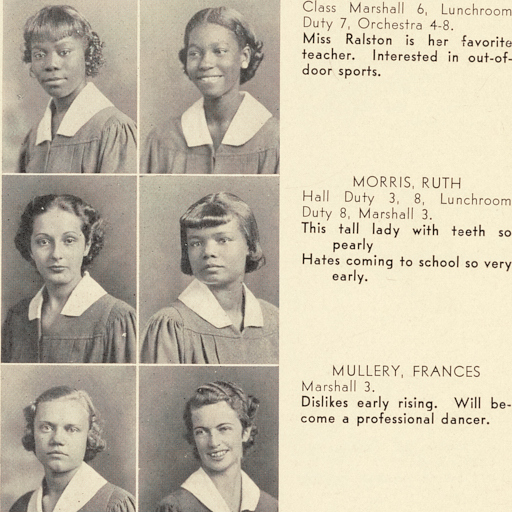 Class Marshall 6, Lunchroom
Duty 7, Orchestra 4-8.
Miss Ralston is her favorite
teacher. Interested in out-of-
door sports.
MORRIS, RUTH
Hall Duty 3, 8, Lunchroom
Duty 8, Marshall 3.
This tall lady with teeth so
pearly
Hates coming to school so very
early.
MULLERY, FRANCES
Marshall 3.
Dislikes early rising. Will be-
come a professional dancer.